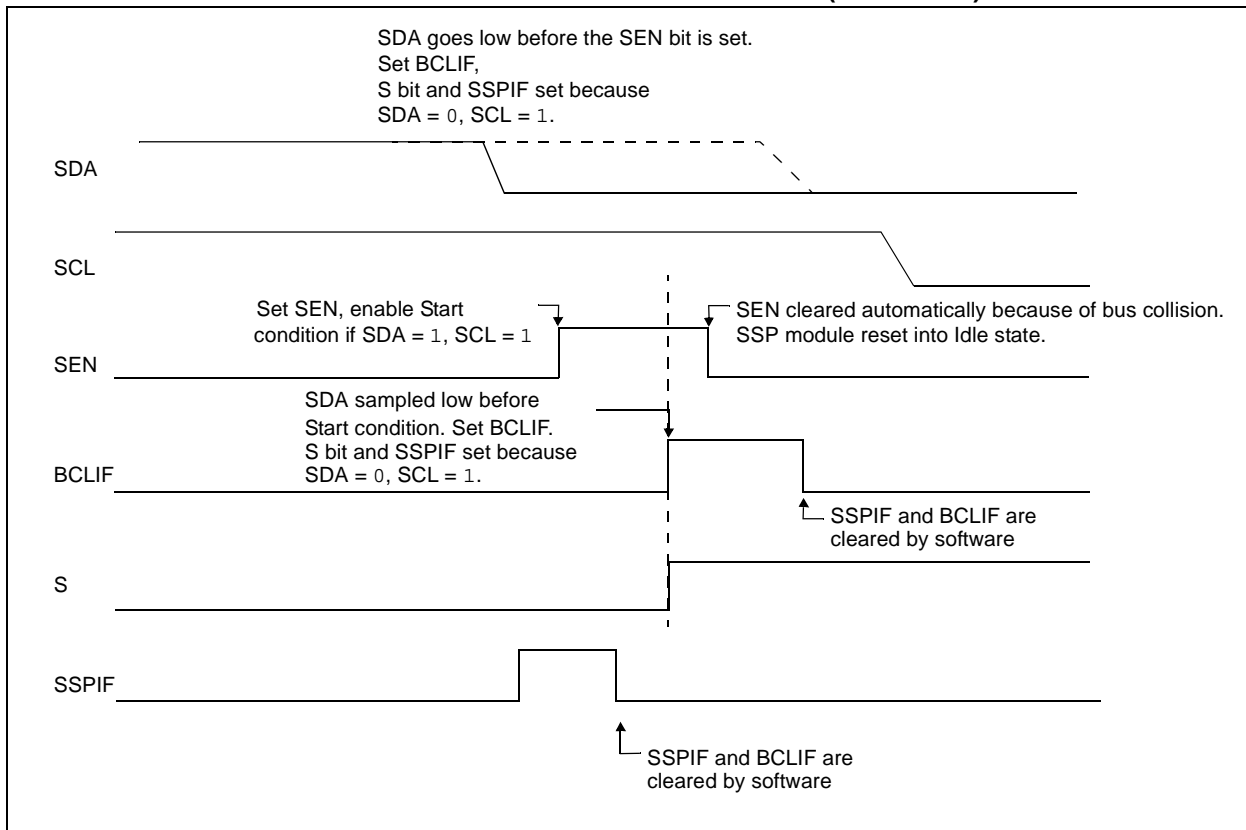 SDA goes low before the SEN bit is set.
Set BCLIF,
S bit and SSPIF set because
SDA = 0, SCL = 1.
SDA
SCL
Set SEN, enable Start
condition if SDA = 1, SCL = 1
SEN cleared automatically because of bus collision.
SSP module reset into Idle state.
SEN
SDA sampled low before
Start condition. Set BCLIF.
S bit and SSPIF set because
SDA = 0, SCL = 1.
BCLIF
SSPIF and BCLIF are
cleared by software
S
SSPIF
SSPIF and BCLIF are
cleared by software